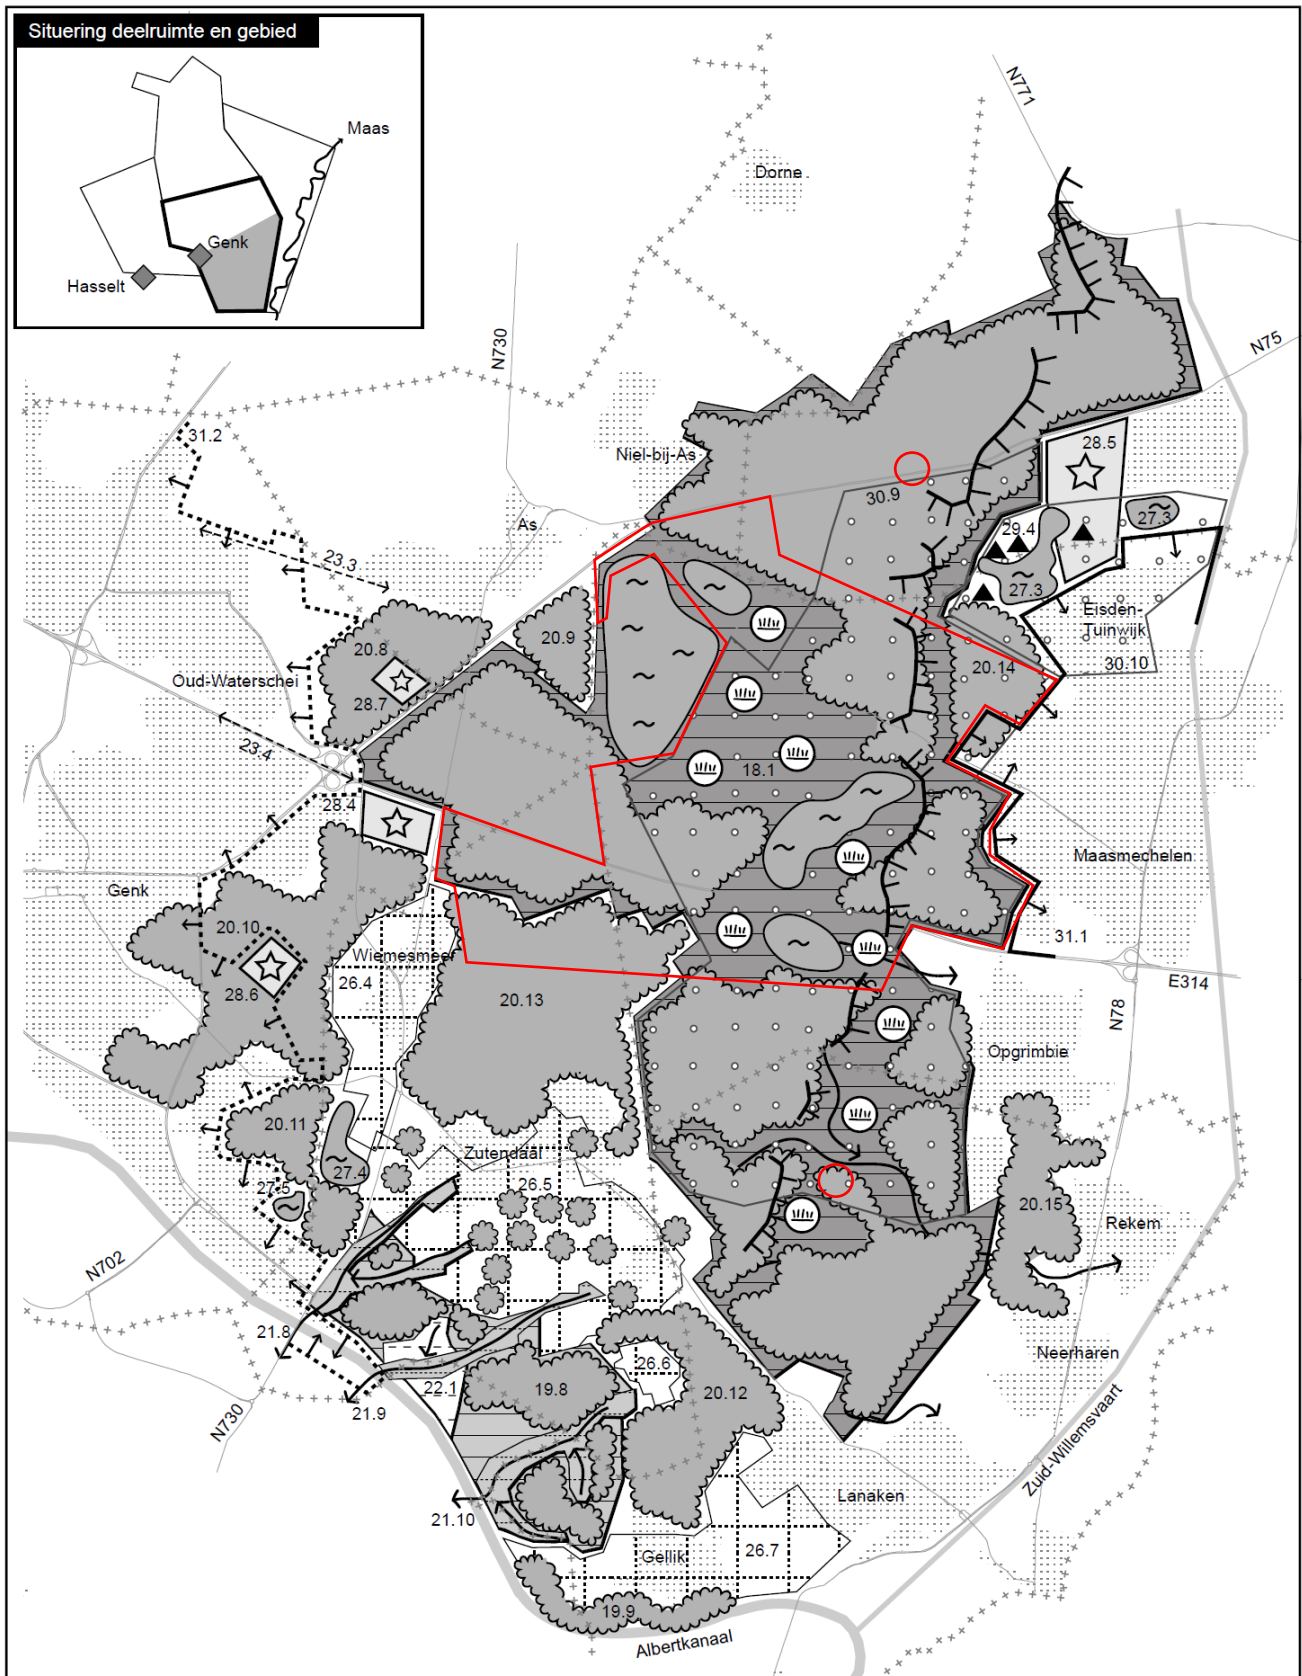 Situering deelruimte en gebied
Maas
Genk
Hasselt
N771
Dorne
N730
N75
31.2
Niel-bij-As
28.5
30.9
As
27.3
29.4
23.3
27.3
Eisden-
Tuinwijk
20.9
20.8
20.14
30.10
Oud-Waterschei
28.7
23.4
18.1
28.4
Maasmechelen
Genk
20.10
31.1
Wiemesmeer
26.4
E314
28.6
20.13
N78
Opgrimbie
20.11
Zutendaal
27.4
26.5
27.5
20.15
Rekem
N702
21.8
Neerharen
26.6
22.1
19.8
20.12
21.9
N730
Zuid-Willemsvaart
Lanaken
21.10
Gellik
26.7
19.9
Albertkanaal